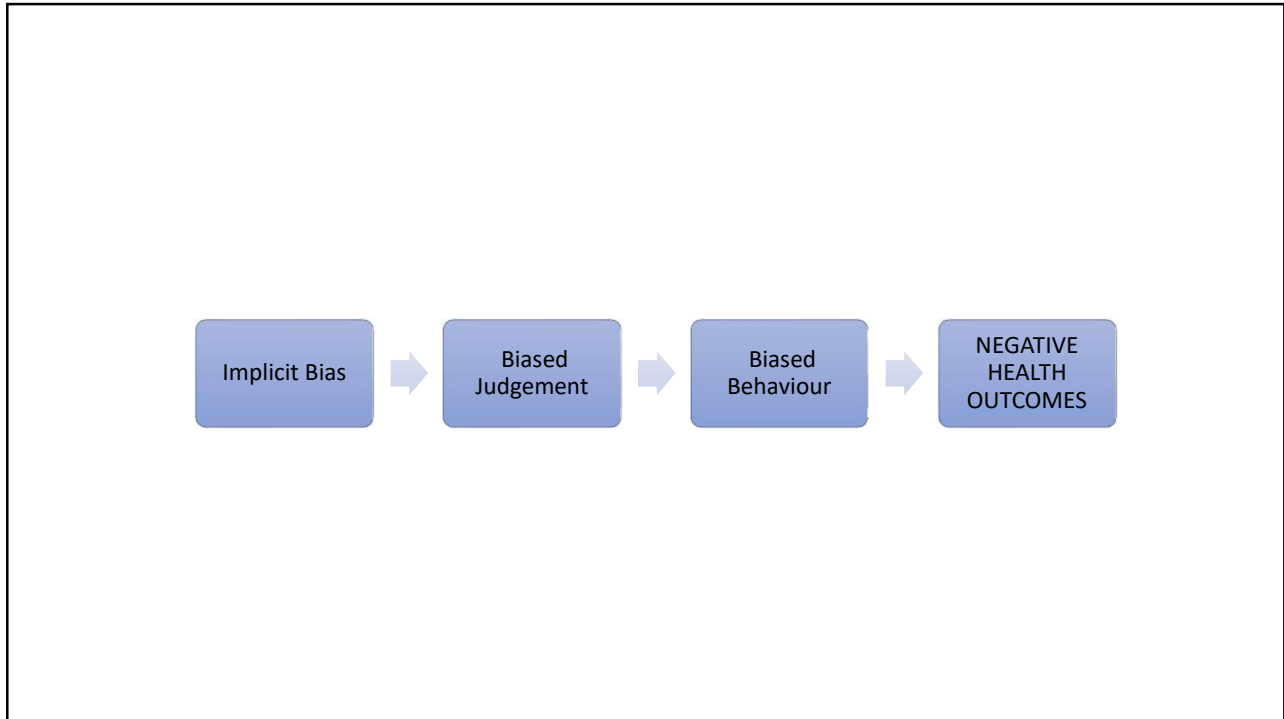 Implicit Bias
Biased
Judgement
Biased
Behaviour
NEGATIVE
HEALTH
OUTCOMES